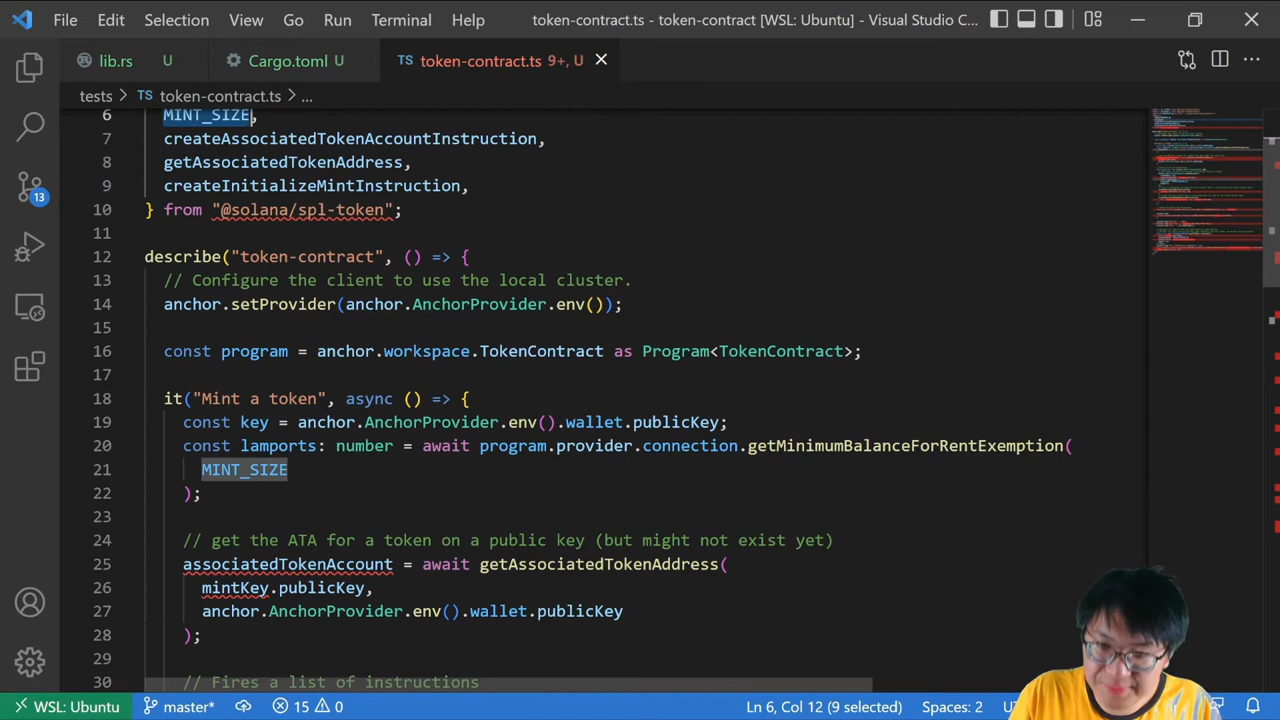 File Edit Selection View Go Run Terminal Help token-contract.ts - token-contract [WSL: Ubuntu] - Visual Studio C...
lib.rs U Cargo.toml U TS token-contract.ts 9+, U
tests > TS token-contract.ts > ...
6 MINT_SIZE,
7 createAssociatedTokenAccountInstruction,
8 getAssociatedTokenAddress,
9 createInitializeMintInstruction,
10 } from "@solana/spl-token";
11
12 describe("token-contract", () => {
13 // Configure the client to use the local cluster.
14 anchor.setProvider(anchor.AnchorProvider.env());
15
16 const program = anchor.workspace.TokenContract as Program<TokenContract>;
17
18 it("Mint a token", async () => {
19 const key = anchor.AnchorProvider.env().wallet.publicKey;
20 const lamports: number = await program.provider.connection.getMinimumBalanceForRentExemption(
21 MINT_SIZE
22 );
23
24 // get the ATA for a token on a public key (but might not exist yet)
25 associatedTokenAccount = await getAssociatedTokenAddress(
26 mintKey.publicKey,
27 anchor.AnchorProvider.env().wallet.publicKey
28 );
29
30 // Fires a list of instructions
13
WSL: Ubuntu master* 15 0 Ln 6, Col 12 (9 selected) Spaces: 2